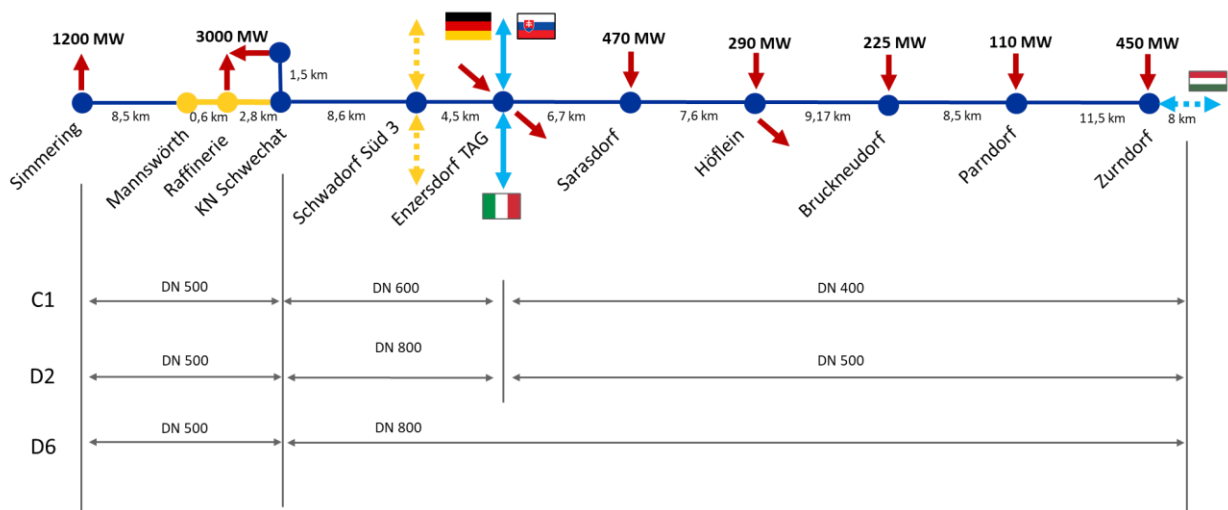 1200 MW
3000 MW
470 MW
290 MW
225 MW
110 MW
450 MW
1,5 km
8,5 km
0,6 km
2,8 km
8,6 km
4,5 km
6,7 km
7,6 km
9,17 km
8,5 km
11,5 km
8 km
Simmering
Mannswörth
Raffinerie
KN Schwechat
Schwadorf Süd 3
Enzersdorf TAG
Sarasdorf
Höflein
Bruckneudorf
Parndorf
Zurndorf
C1
DN 500
DN 600
DN 400
D2
DN 500
DN 800
DN 500
D6
DN 500
DN 800